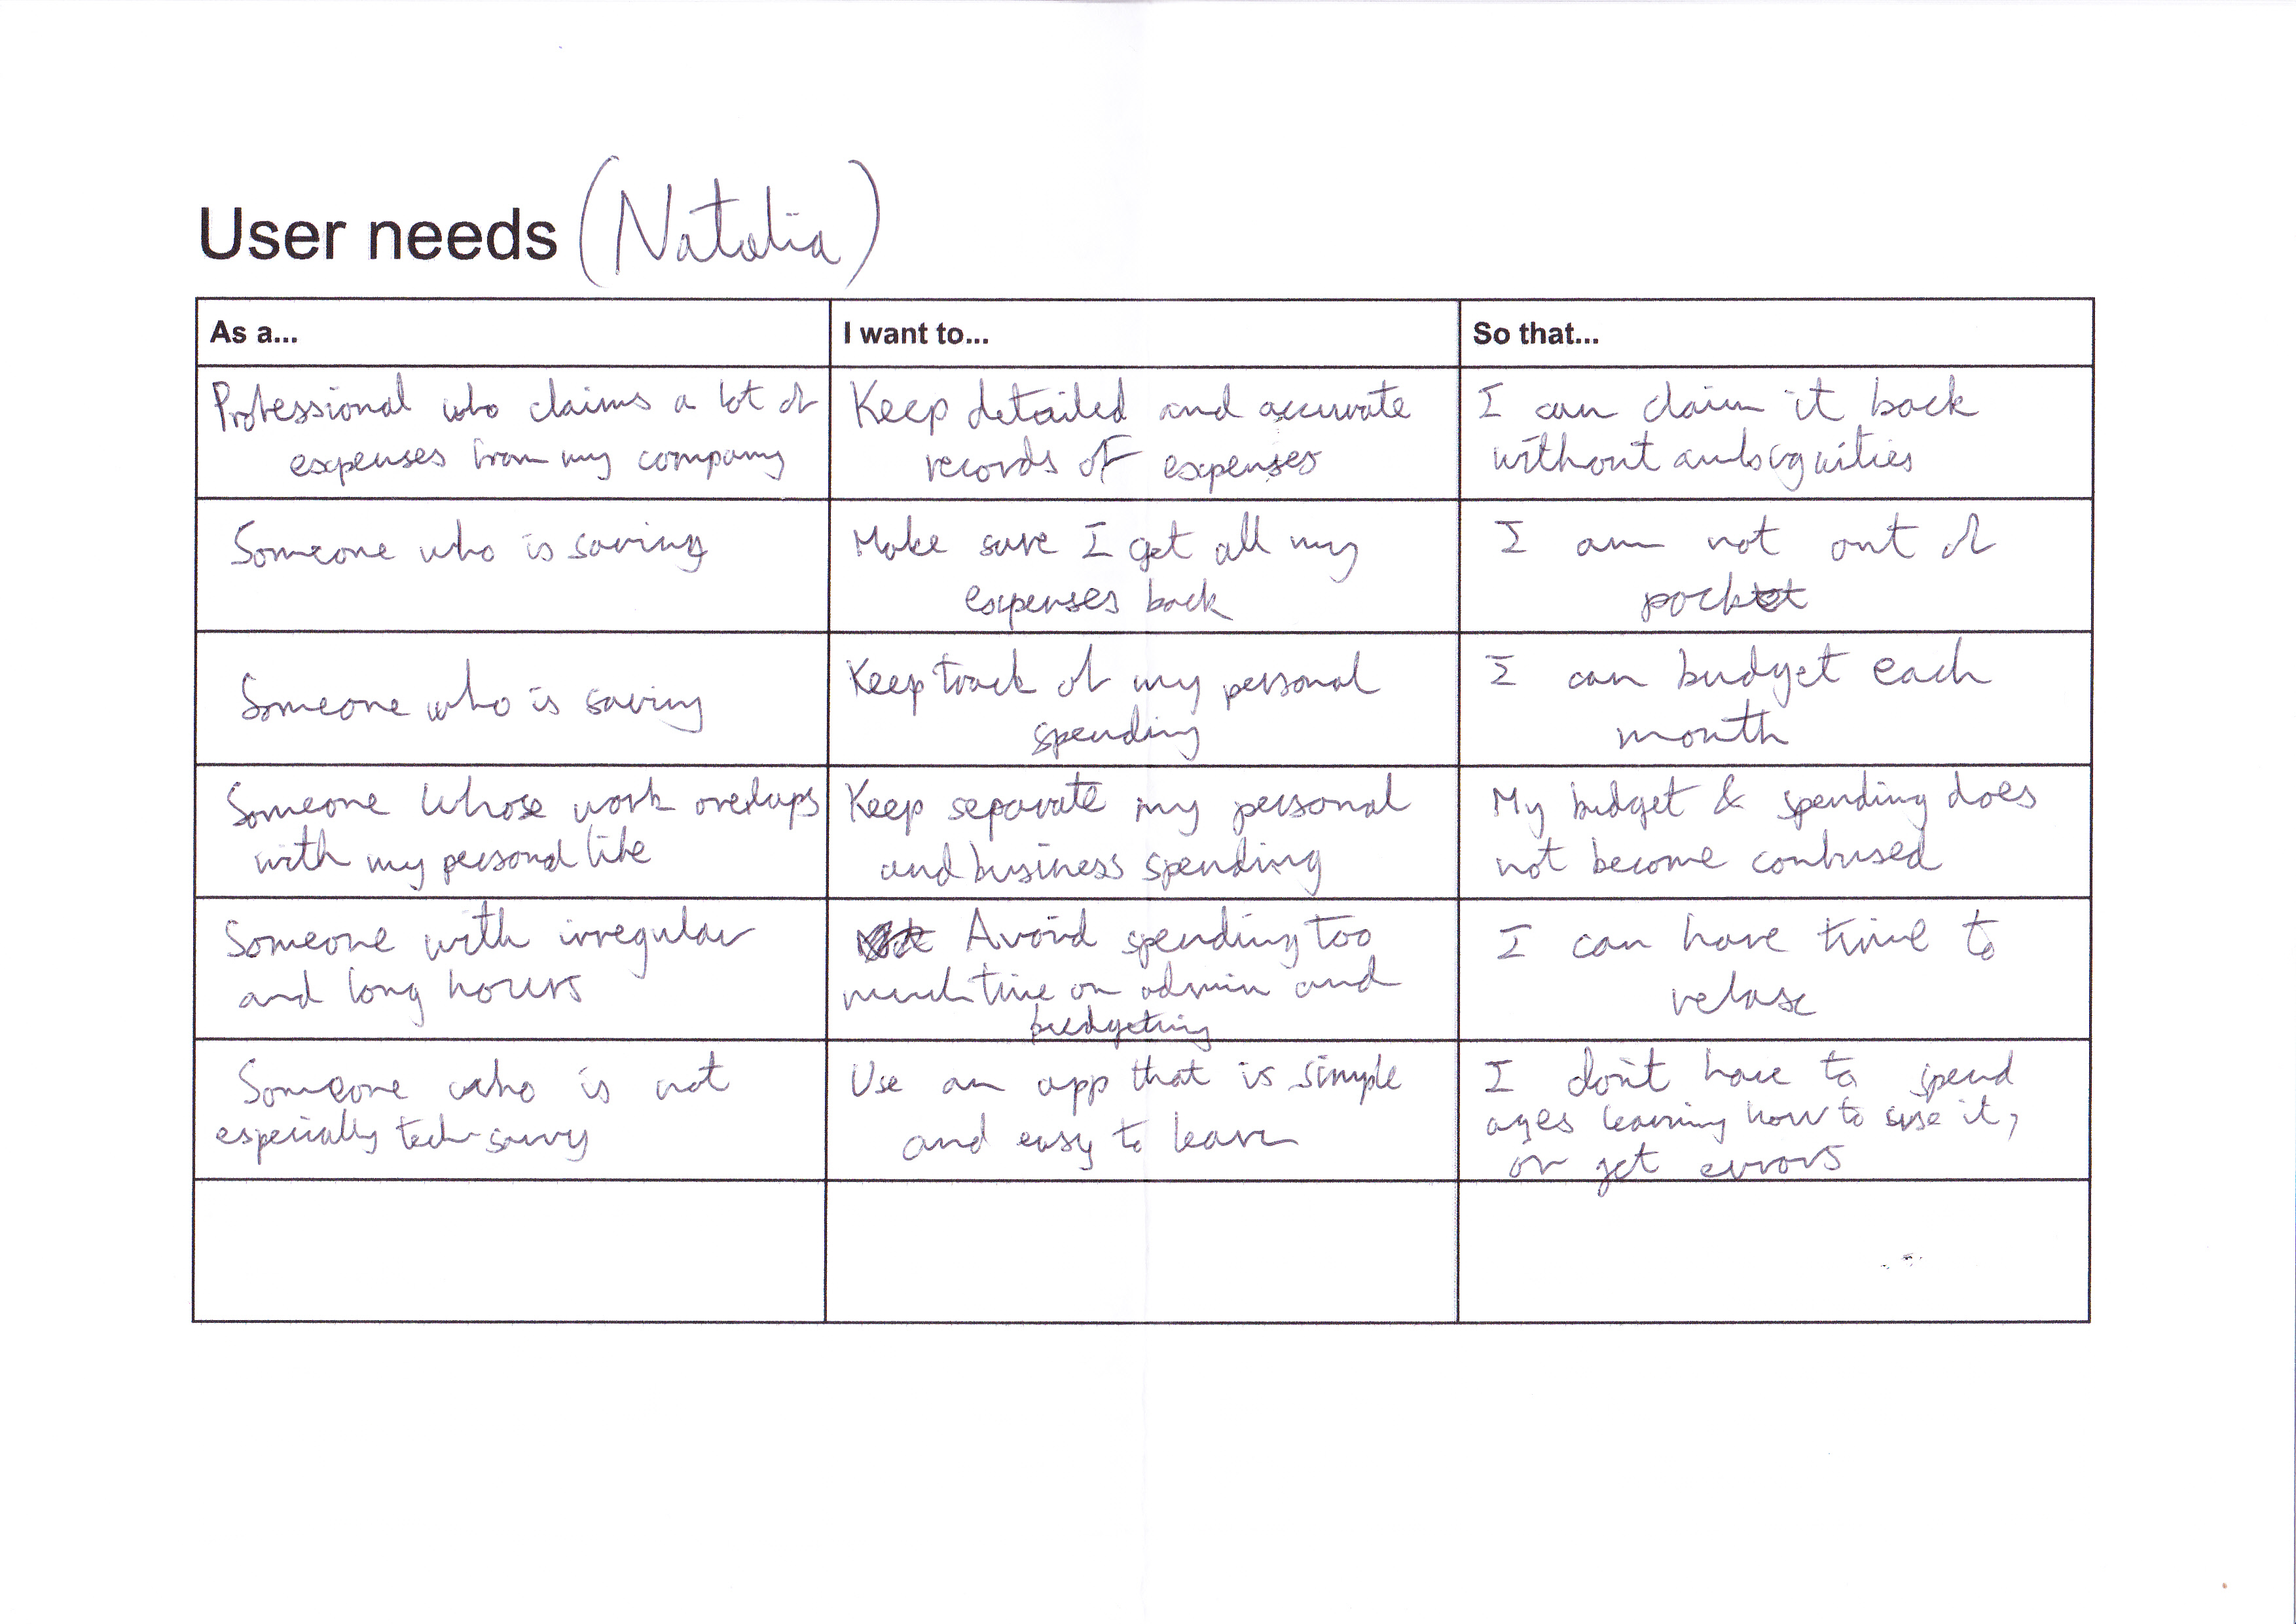 User needs (Natalia)
As a...
I want to...
So that...
Professional who claims a lot of
expenses from my company
Keep detailed and accurate
records of expenses
I can claim it back
without ambiguities
Someone who is saving
Make sure I get all my
expenses back
I am not out of
pocket
Someone who is saving
Keep track of my personal
spending
I can budget each
month
Someone whose work overlaps
with my personal life
Keep separate my personal
and business spending
My budget & spending does
not become confused
Someone with irregular
and long hours
Avoid spending too
much time on admin and
budgeting
I can have time to
relax
Someone who is not
especially tech-savvy
Use an app that is simple
and easy to learn
I don't have to spend
ages learning how to use it,
or get errors